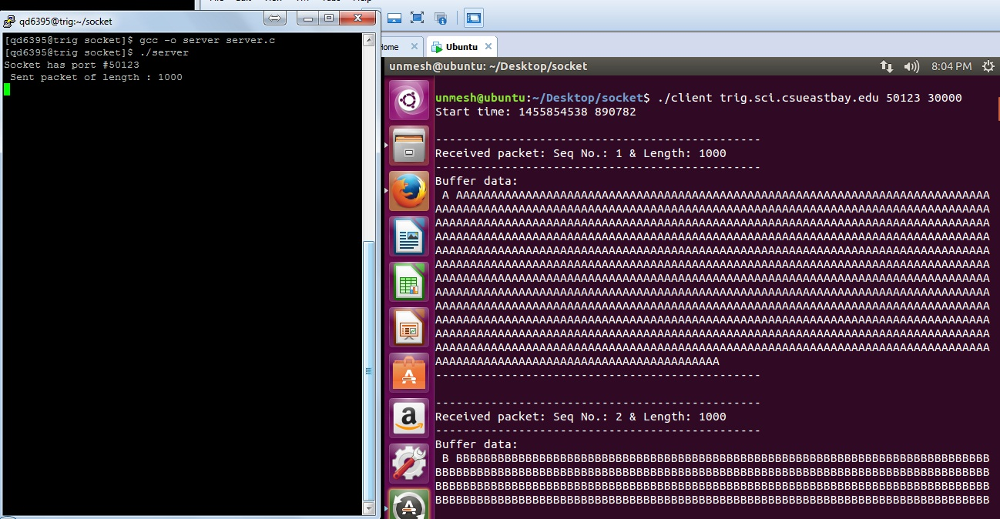 qd6395@trig:~/socket
[qd6395@trig socket]$ gcc -o server server.c
[qd6395@trig socket]$ ./server
Socket has port #50123
Sent packet of length : 1000
Home
Ubuntu
unmesh@ubuntu: ~/Desktop/socket
8:04 PM
unmesh@ubuntu:~/Desktop/socket$ ./client trig.sci.csueastbay.edu 50123 30000
Start time: 1455854538 890782
-----------------------------------------------
Received packet: Seq No.: 1 & Length: 1000
-----------------------------------------------
Buffer data:
A AAAAAAAAAAAAAAAAAAAAAAAAAAAAAAAAAAAAAAAAAAAAAAAAAAAAAAAAAAAAAAAAAAAAAAAAAAAAA
AAAAAAAAAAAAAAAAAAAAAAAAAAAAAAAAAAAAAAAAAAAAAAAAAAAAAAAAAAAAAAAAAAAAAAAAAAAAAAAA
AAAAAAAAAAAAAAAAAAAAAAAAAAAAAAAAAAAAAAAAAAAAAAAAAAAAAAAAAAAAAAAAAAAAAAAAAAAAAAAA
AAAAAAAAAAAAAAAAAAAAAAAAAAAAAAAAAAAAAAAAAAAAAAAAAAAAAAAAAAAAAAAAAAAAAAAAAAAAAAAA
AAAAAAAAAAAAAAAAAAAAAAAAAAAAAAAAAAAAAAAAAAAAAAAAAAAAAAAAAAAAAAAAAAAAAAAAAAAAAAAA
AAAAAAAAAAAAAAAAAAAAAAAAAAAAAAAAAAAAAAAAAAAAAAAAAAAAAAAAAAAAAAAAAAAAAAAAAAAAAAAA
AAAAAAAAAAAAAAAAAAAAAAAAAAAAAAAAAAAAAAAAAAAAAAAAAAAAAAAAAAAAAAAAAAAAAAAAAAAAAAAA
AAAAAAAAAAAAAAAAAAAAAAAAAAAAAAAAAAAAAAAAAAAAAAAAAAAAAAAAAAAAAAAAAAAAAAAAAAAAAAAA
AAAAAAAAAAAAAAAAAAAAAAAAAAAAAAAAAAAAAAAAAAAAAAAAAAAAAAAAAAAAAAAAAAAAAAAAAAAAAAAA
AAAAAAAAAAAAAAAAAAAAAAAAAAAAAAAAAAAAAAAAAAAAAAAAAAAAAAAAAAAAAAAAAAAAAAAAAAAAAAAA
AAAAAAAAAAAAAAAAAAAAAAAAAAAAAAAAAAAAAAAAAAAAAAAAAAAAAAAAAAAAAAAAAAAAAAAAAAAAAAAA
AAAAAAAAAAAAAAAAAAAAAAAAAAAAAAAAAAAAAAAAAAAAAAAAAAAAAAAAAAAAAAAAAAAAAAAAAAAAAAAA
AAAAAAAAAAAAAAAAAAAAAAAAAAAAAAAAAAAAAAAAA
-----------------------------------------------
-----------------------------------------------
Received packet: Seq No.: 2 & Length: 1000
-----------------------------------------------
Buffer data:
B BBBBBBBBBBBBBBBBBBBBBBBBBBBBBBBBBBBBBBBBBBBBBBBBBBBBBBBBBBBBBBBBBBBBBBBBBBBBB
BBBBBBBBBBBBBBBBBBBBBBBBBBBBBBBBBBBBBBBBBBBBBBBBBBBBBBBBBBBBBBBBBBBBBBBBBBBBBBBB
BBBBBBBBBBBBBBBBBBBBBBBBBBBBBBBBBBBBBBBBBBBBBBBBBBBBBBBBBBBBBBBBBBBBBBBBBBBBBBBB
BBBBBBBBBBBBBBBBBBBBBBBBBBBBBBBBBBBBBBBBBBBBBBBBBBBBBBBBBBBBBBBBBBBBBBBBBBBBBBBB